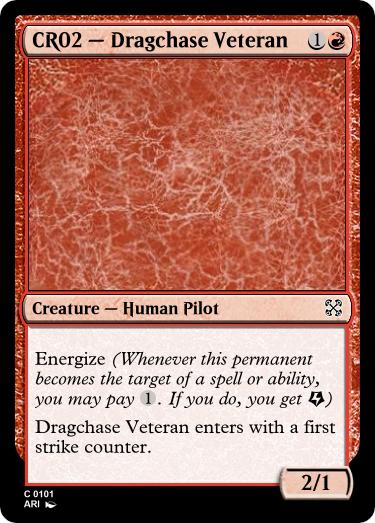 CR02 — Dragchase Veteran 1
Creature — Human Pilot
Energize (Whenever this permanent
becomes the target of a spell or ability,
you may pay 1. If you do, you get )
Dragchase Veteran enters with a first
strike counter.
2/1
C 0101
ARI